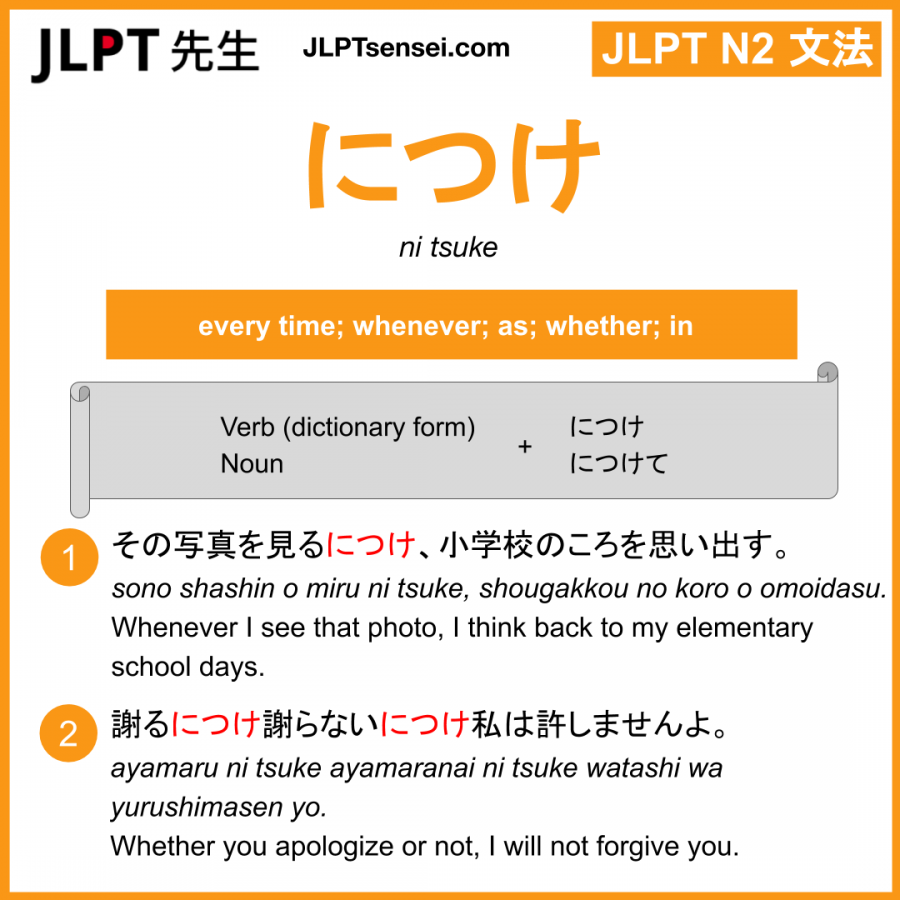 JLPT 先生
JLPTsensei.com
JLPT N2 文法
につけ
ni tsuke
every time; whenever; as; whether; in
Verb (dictionary form)
Noun
+
につけ
につけて
1
その写真を見るにつけ、小学校のころを思い出す。
sono shashin o miru ni tsuke, shougakkou no koro o omoidasu.
Whenever I see that photo, I think back to my elementary
school days.
2
謝るにつけ謝らないにつけ私は許しませんよ。
ayamaru ni tsuke ayamaranai ni tsuke watashi wa
yurushimasen yo.
Whether you apologize or not, I will not forgive you.